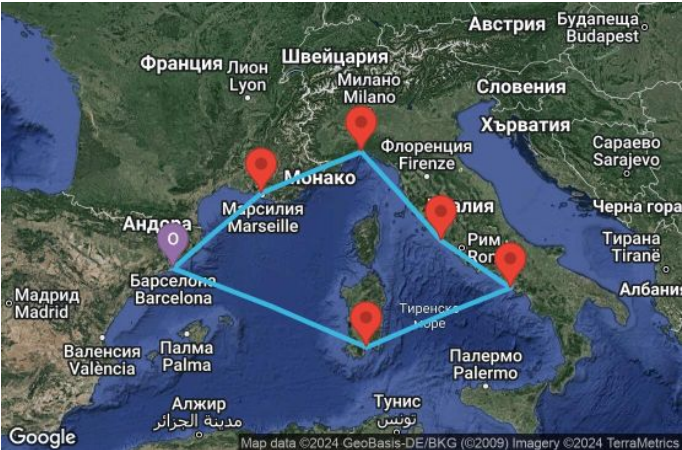 Австрия
Будапеща
Budapest
Франция
Лион
Lyon
Швейцария
Милано
Milano
Словения
Хърватия
Флоренция
Firenze
Сараево
Sarajevo
Монако
Марсилия
Marseille
Андора
O
Италия
Черна гора
Рим
Тирана
Tiranë
Барселона
Barcelona
Мадрид
Madrid
Албания
Тиренско
море
Валенсия
València
Палма
Palma
Палермо
Palermo
Алжир
مدينة الجزائر
Тунис
تونس
Google
Map data ©2024 GeoBasis-DE/BKG (©2009) Imagery ©2024 TerraMetrics